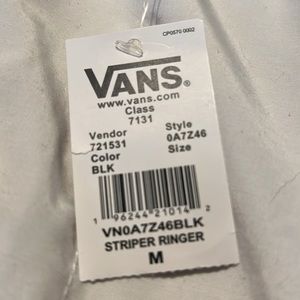 CP0570 0002
VANS®
www.vans.com
Class
7131
Vendor Style
721531 0A7Z46
Color Size
BLK
1 96244 21014 2
VN0A7Z46BLK
STRIPER RINGER
M